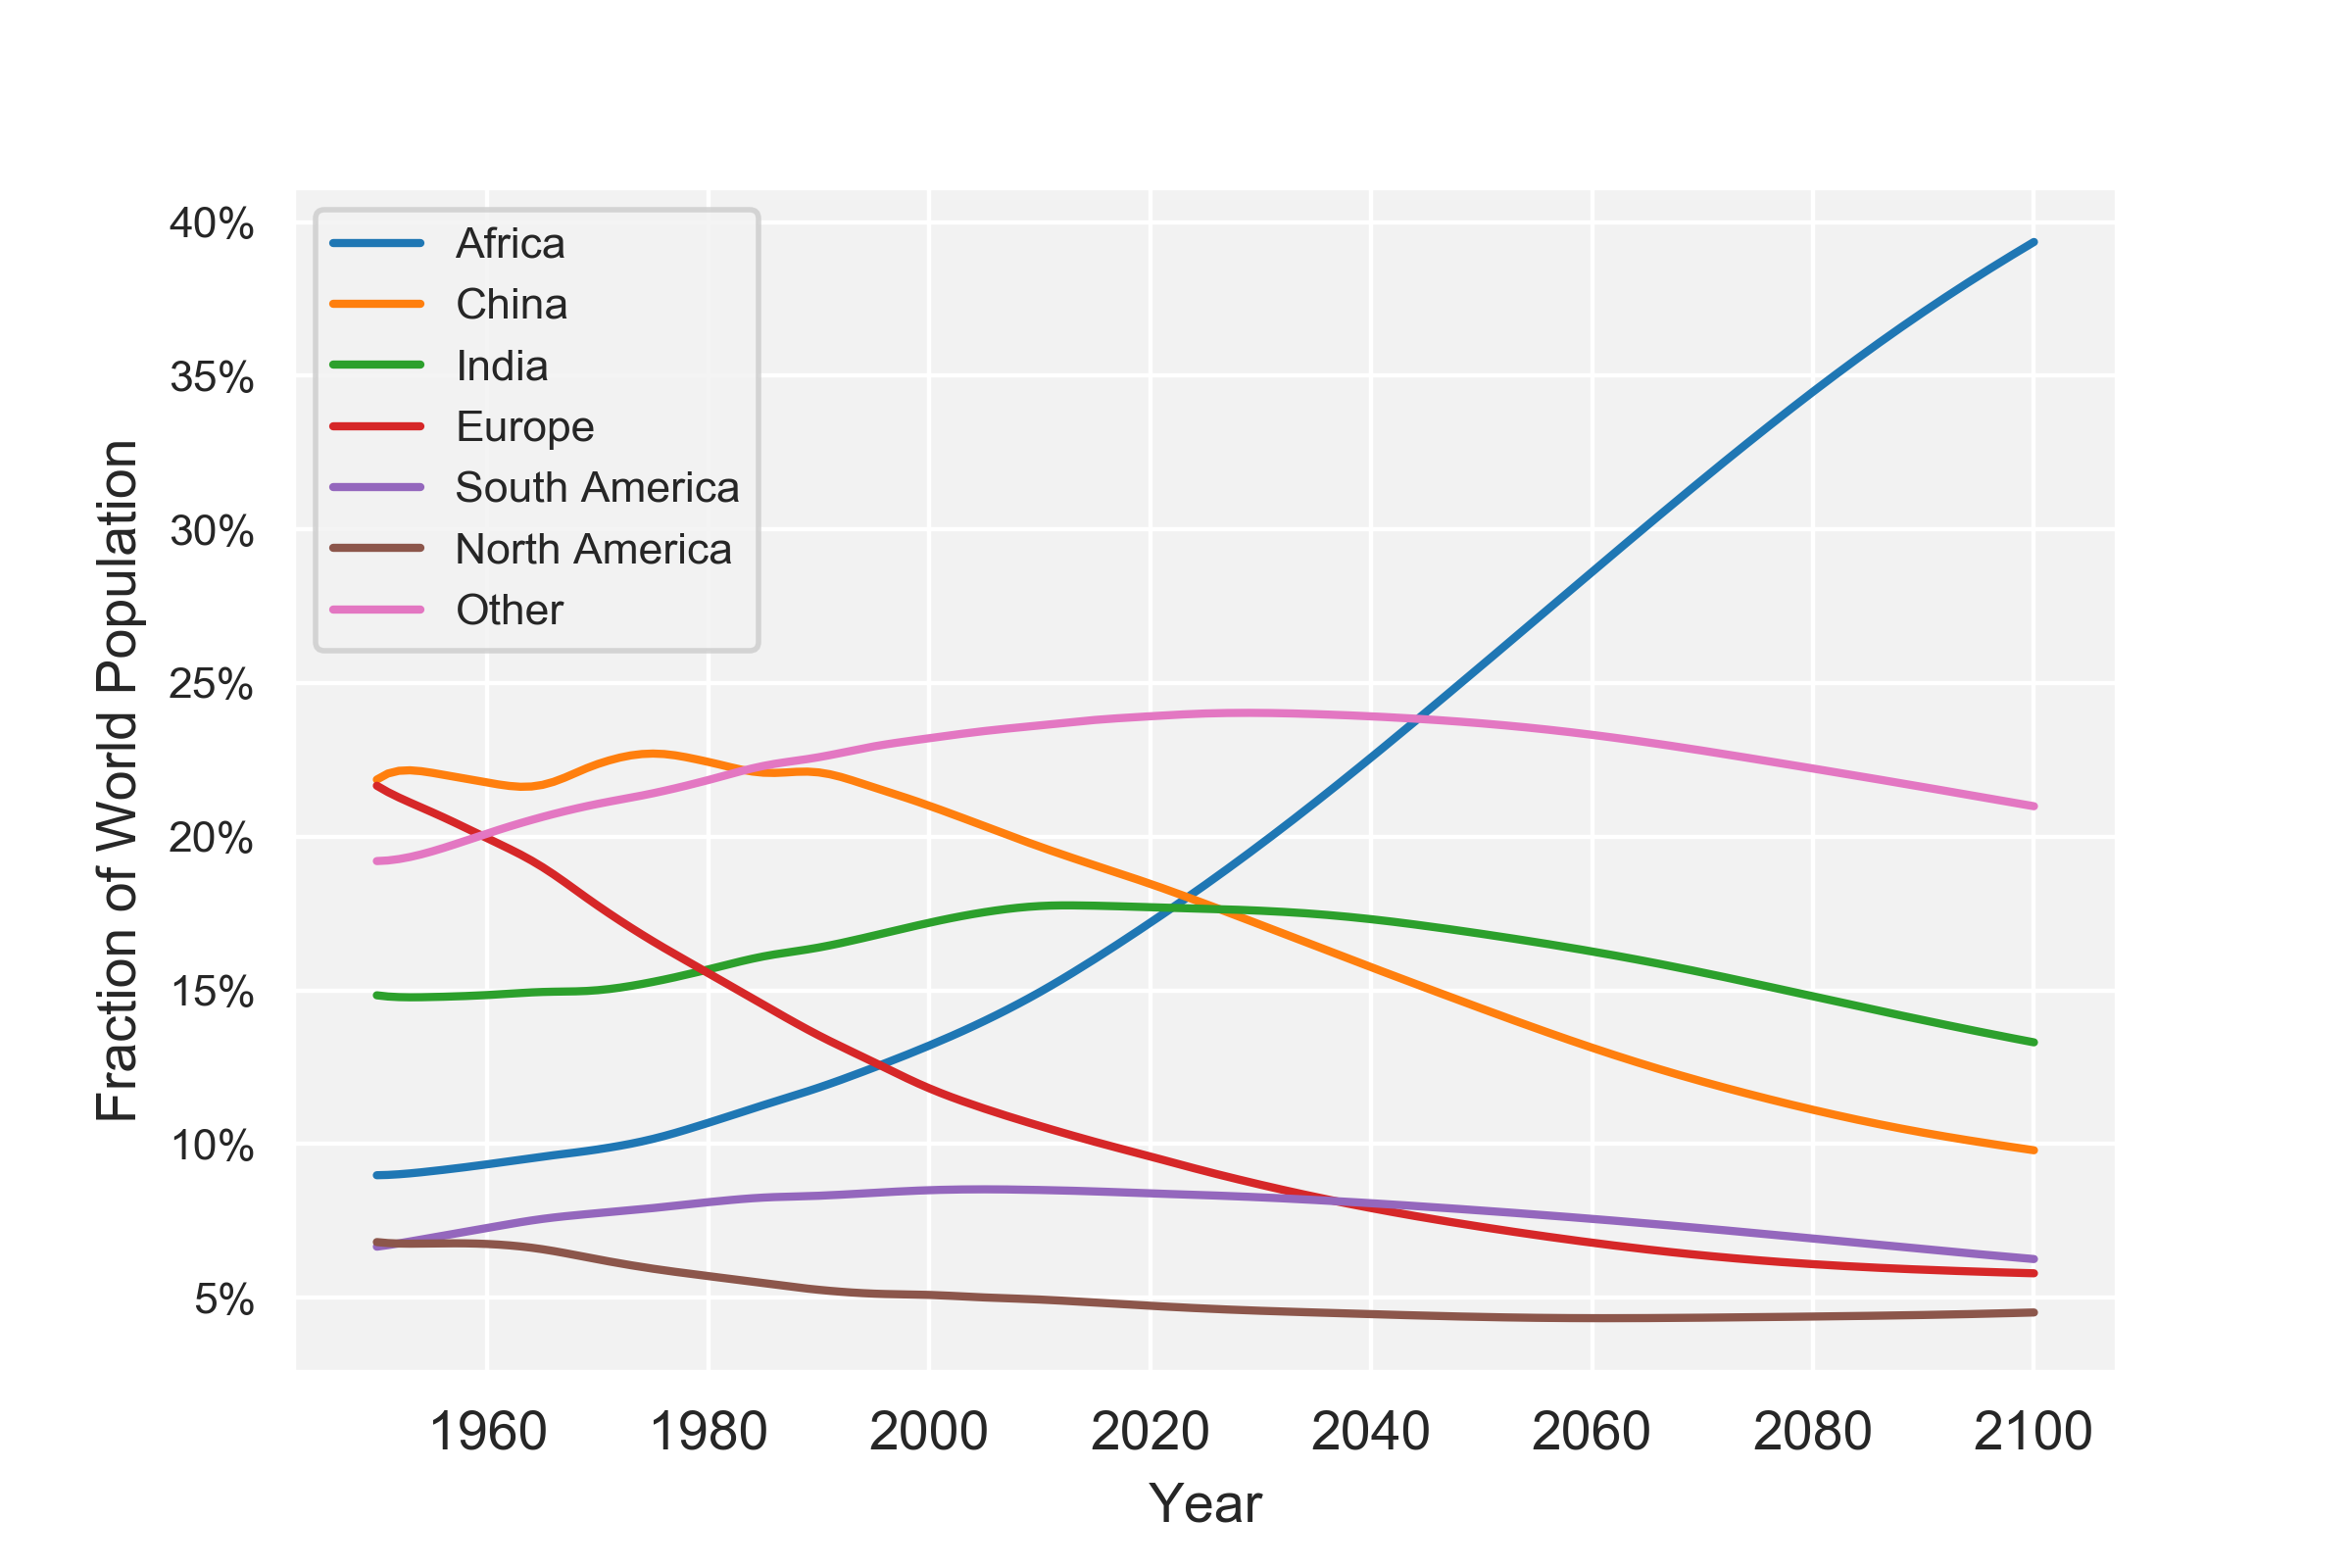 40%
35%
30%
25%
20%
15%
10%
5%
Fraction of World Population
Africa
China
India
Europe
South America
North America
Other
1960 1980 2000 2020 2040 2060 2080 2100
Year